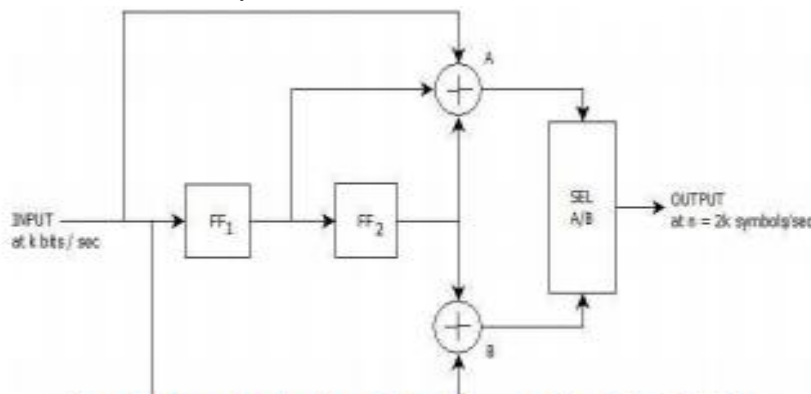 A
INPUT
at k bits / sec
FF1
FF2
SEL
A/B
OUTPUT
at n = 2k symbols/sec
B